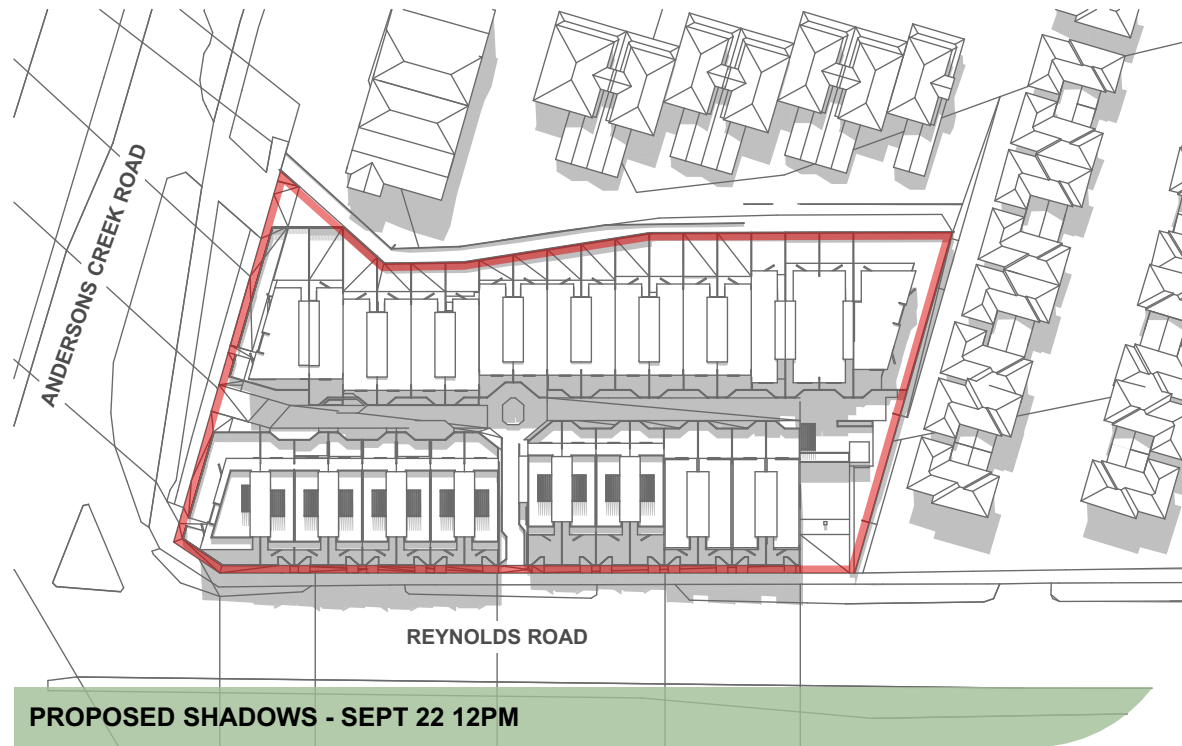 ANDERSONS CREEK ROAD
REYNOLDS ROAD
PROPOSED SHADOWS - SEPT 22 12PM